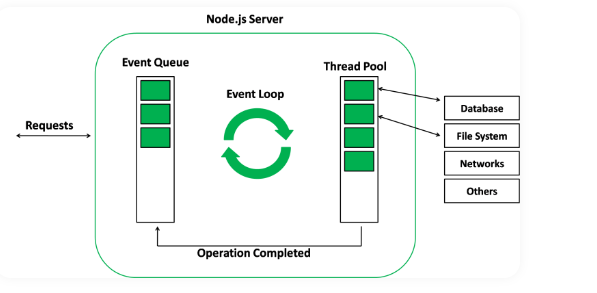 Node.js Server
Event Queue
Event Loop
Thread Pool
Requests
Database
File System
Networks
Others
Operation Completed